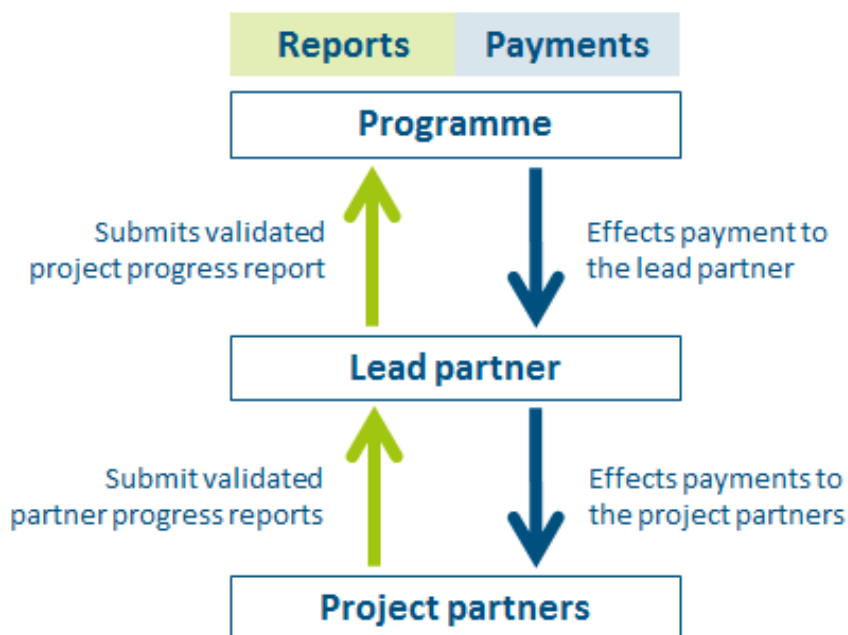 Reports Payments
Programme
Submits validated
project progress report
Effects payment to
the lead partner
Lead partner
Submit validated
partner progress reports
Effects payments to
the project partners
Project partners